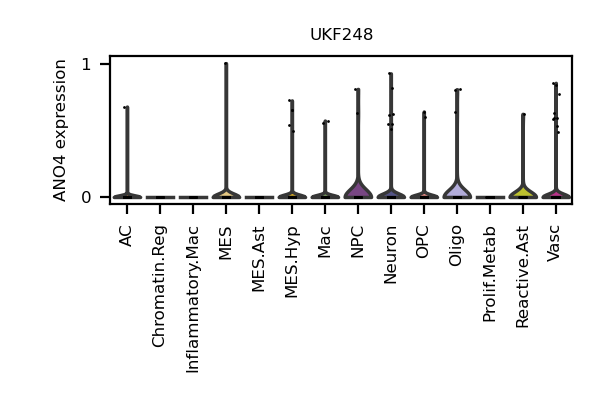 UKF248
ANO4 expression
1
0
AC
Chromatin.Reg
Inflammatory.Mac
MES
MES.Ast
MES.Hyp
Mac
NPC
Neuron
OPC
Oligo
Prolif.Metab
Reactive.Ast
Vasc